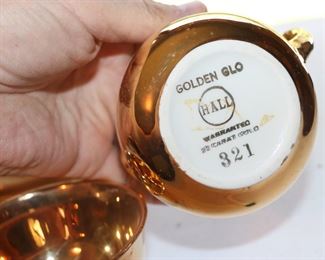 GOLDEN GLO
HALL
WARRANTED
22 CARAT GOLD
321